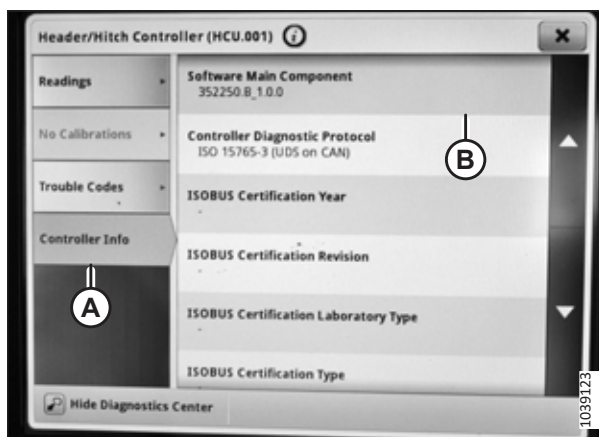 Header/Hitch Controller (HCU.001) i
Readings
No Calibrations
Trouble Codes
Controller Info
A
Software Main Component
352250.B_1.0.0
Controller Diagnostic Protocol
ISO 15765-3 (UDS on CAN)
ISOBUS Certification Year
-
ISOBUS Certification Revision
-
ISOBUS Certification Laboratory Type
-
ISOBUS Certification Type
B
Hide Diagnostics Center
1039123